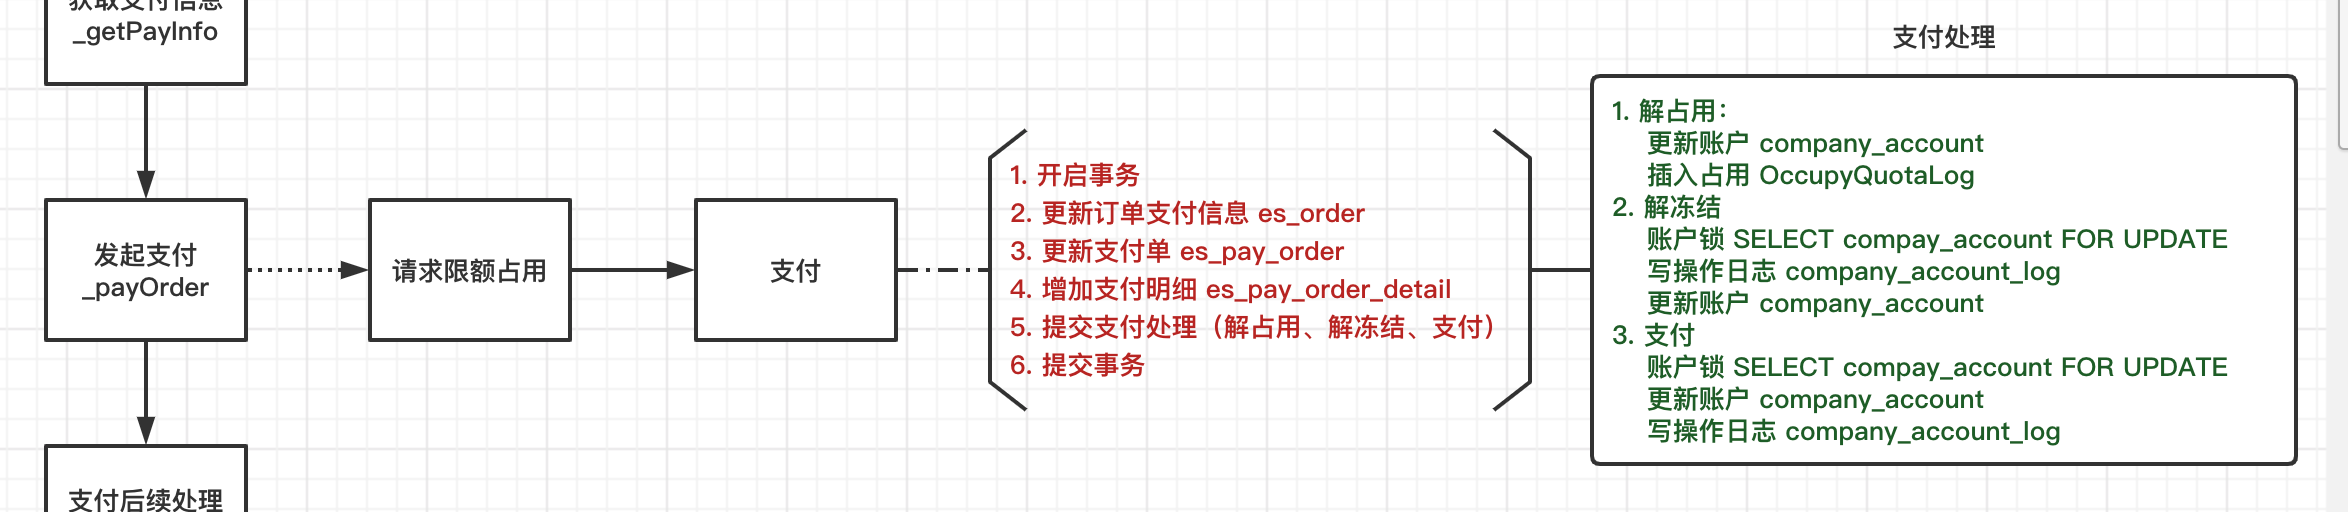 获取支付信息
_getPayInfo
发起支付
_payOrder
支付后续处理
请求限额占用
支付
1. 开启事务
2. 更新订单支付信息 es_order
3. 更新支付单 es_pay_order
4. 增加支付明细 es_pay_order_detail
5. 提交支付处理（解占用、解冻结、支付）
6. 提交事务
支付处理
1. 解占用：
更新账户 company_account
插入占用 OccupyQuotaLog
2. 解冻结
账户锁 SELECT compay_account FOR UPDATE
写操作日志 company_account_log
更新账户 company_account
3. 支付
账户锁 SELECT compay_account FOR UPDATE
更新账户 company_account
写操作日志 company_account_log